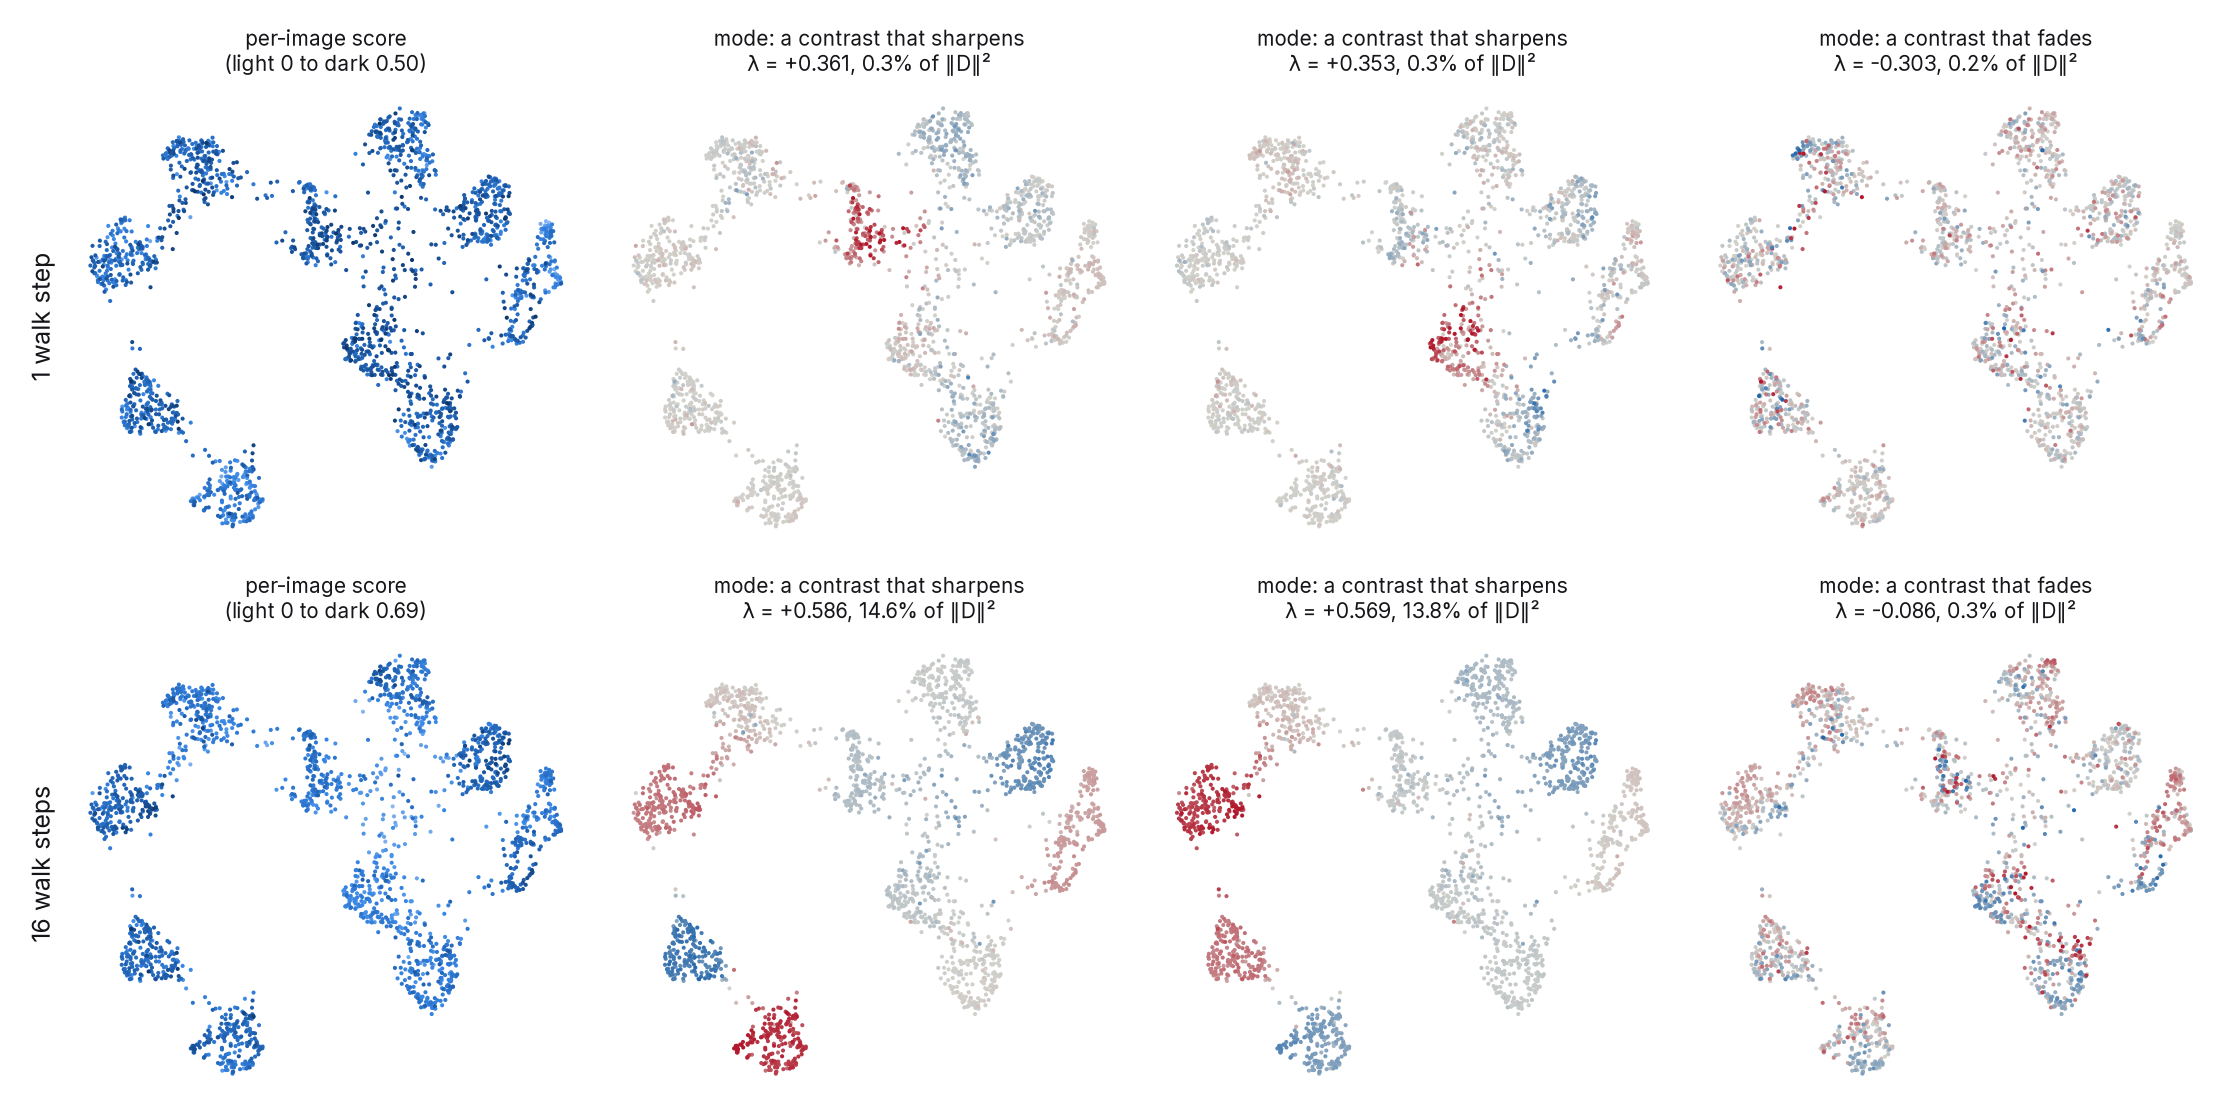 per-image score
(light 0 to dark 0.50)
mode: a contrast that sharpens
λ = +0.361, 0.3% of ‖D‖²
mode: a contrast that sharpens
λ = +0.353, 0.3% of ‖D‖²
mode: a contrast that fades
λ = -0.303, 0.2% of ‖D‖²
1 walk step
per-image score
(light 0 to dark 0.69)
mode: a contrast that sharpens
λ = +0.586, 14.6% of ‖D‖²
mode: a contrast that sharpens
λ = +0.569, 13.8% of ‖D‖²
mode: a contrast that fades
λ = -0.086, 0.3% of ‖D‖²
16 walk steps